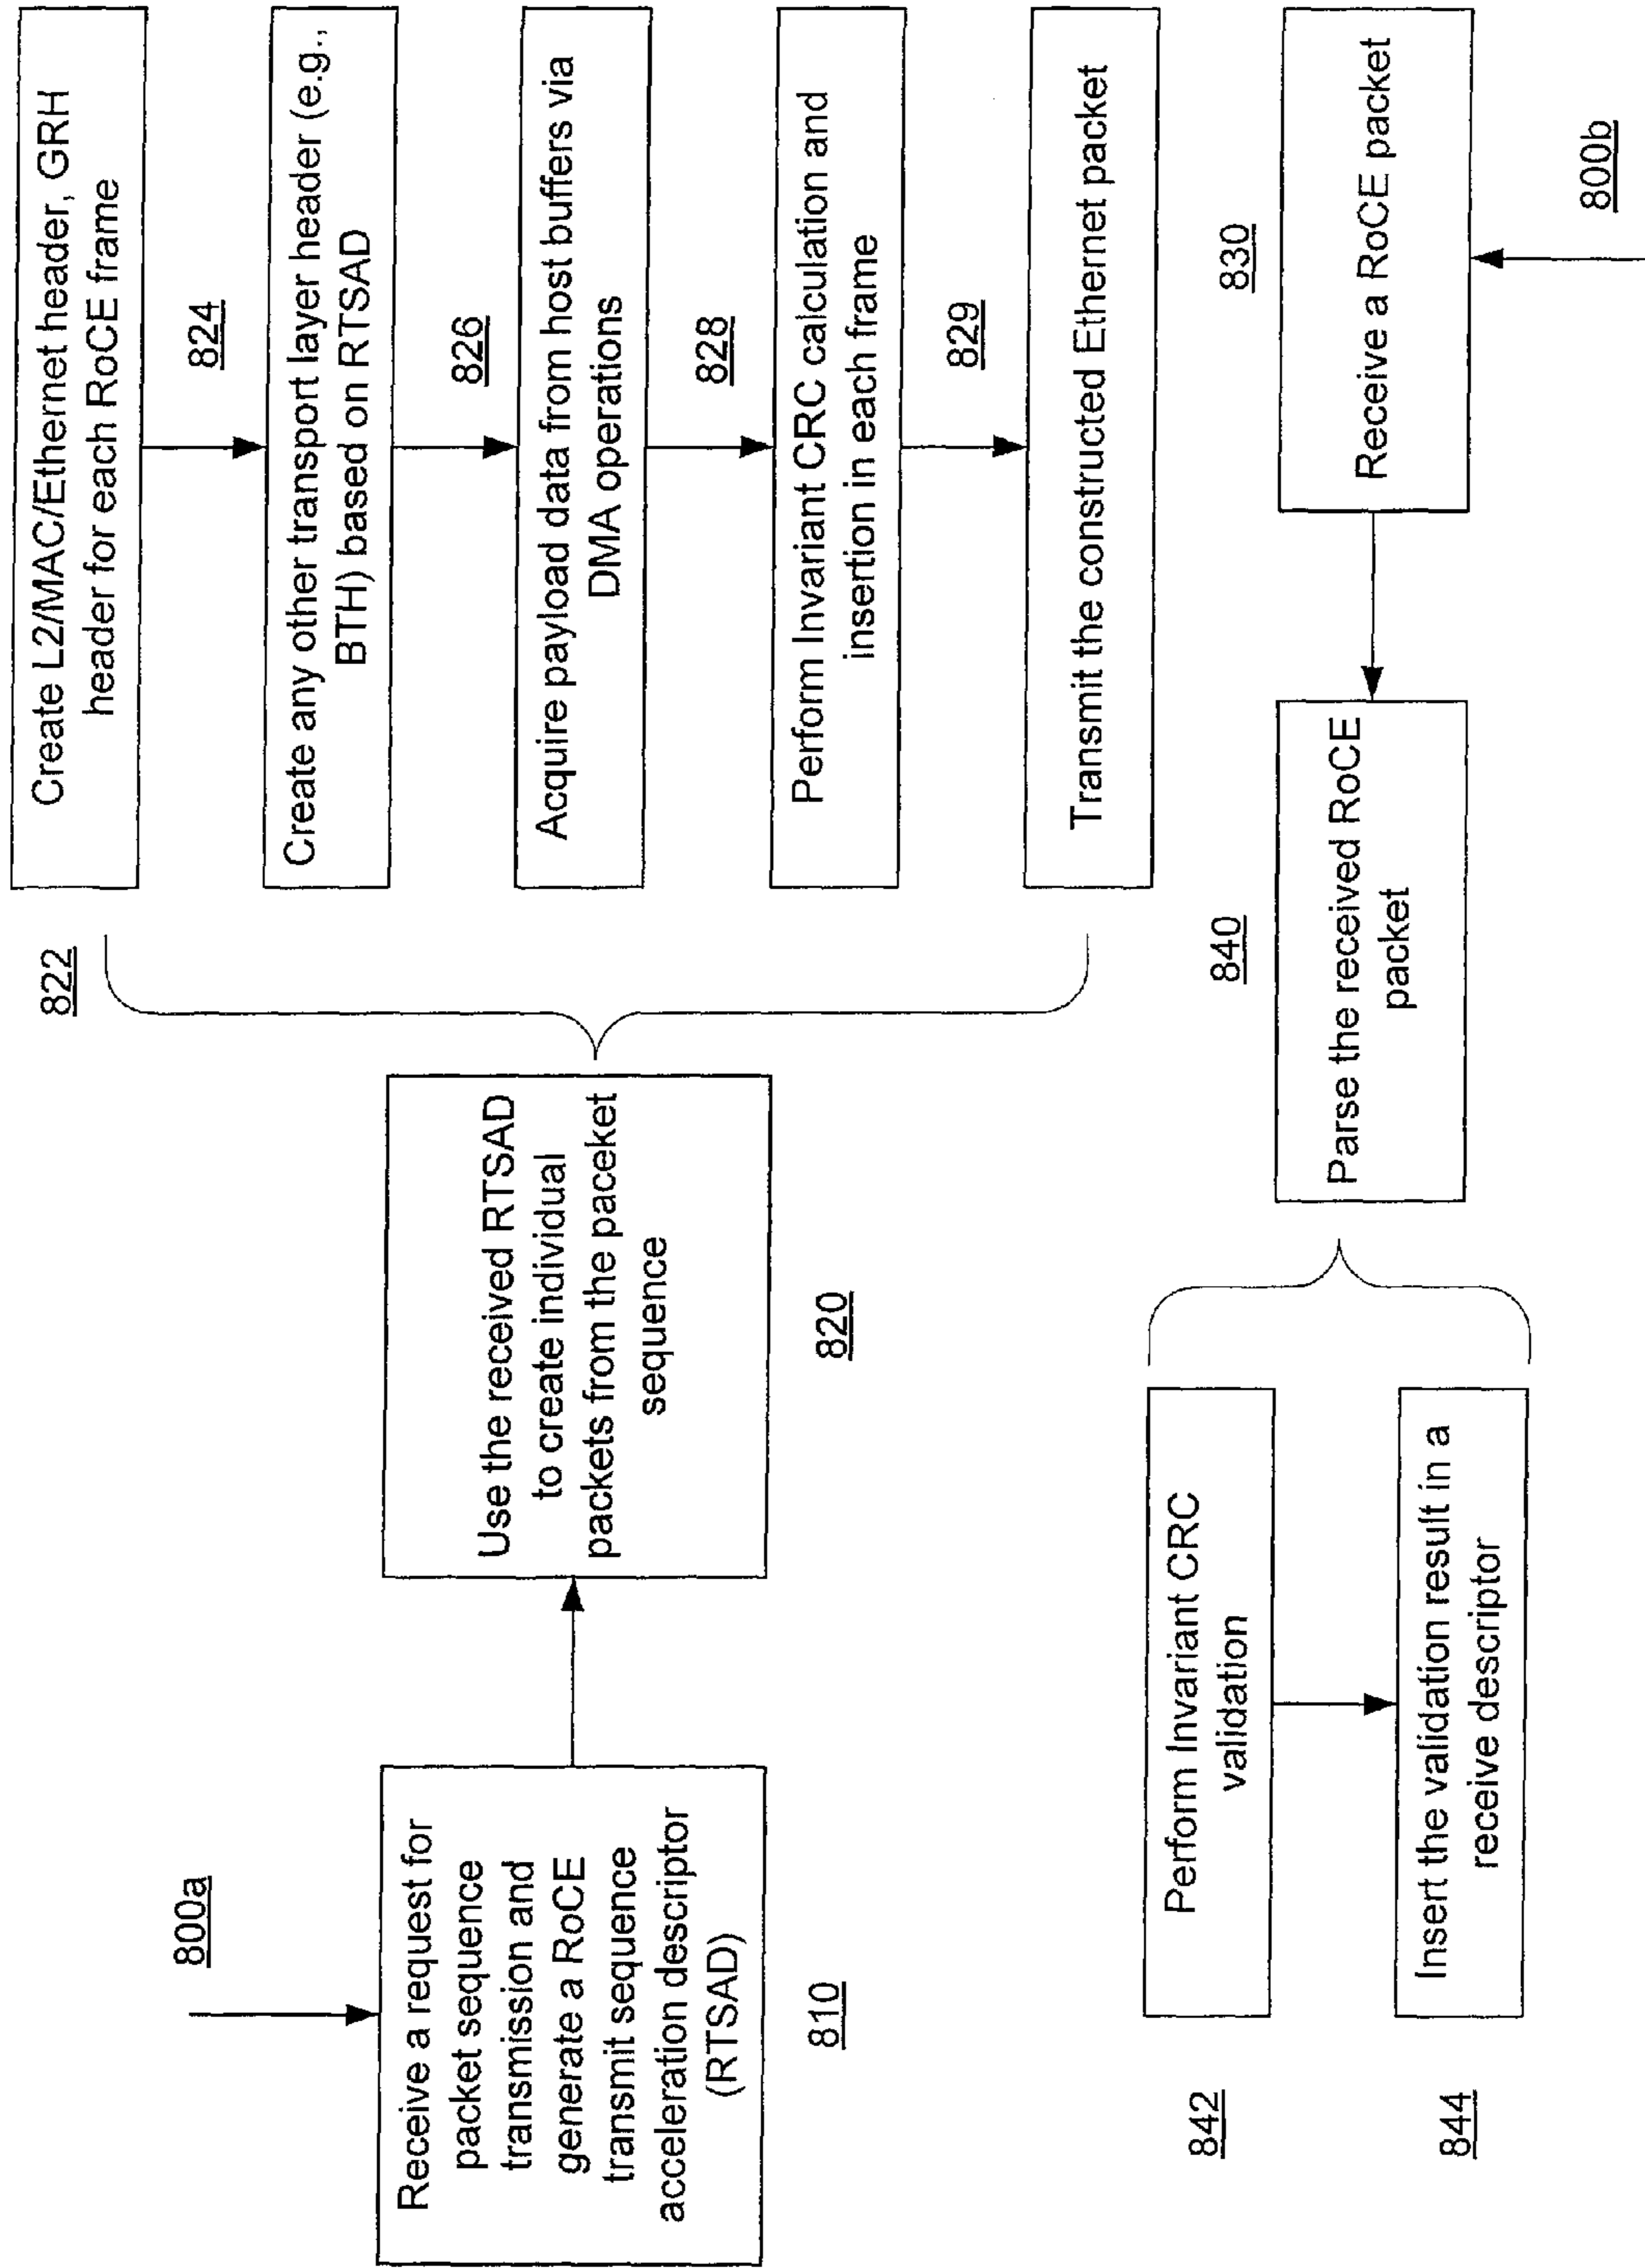 800a
Receive a request for
packet sequence
transmission and
generate a RoCE
transmit sequence
acceleration descriptor
(RTSAD)
810
Use the received RTSAD
to create individual
packets from the paceket
sequence
820
822
Create L2/MAC/Ethernet header, GRH
header for each RoCE frame
824
Create any other transport layer header (e.g.,
BTH) based on RTSAD
826
Acquire payload data from host buffers via
DMA operations
828
Perform Invariant CRC calculation and
insertion in each frame
829
Transmit the constructed Ethernet packet
800b
830
Receive a RoCE packet
840
Parse the received RoCE
packet
842
Perform Invariant CRC
validation
844
Insert the validation result in a
receive descriptor